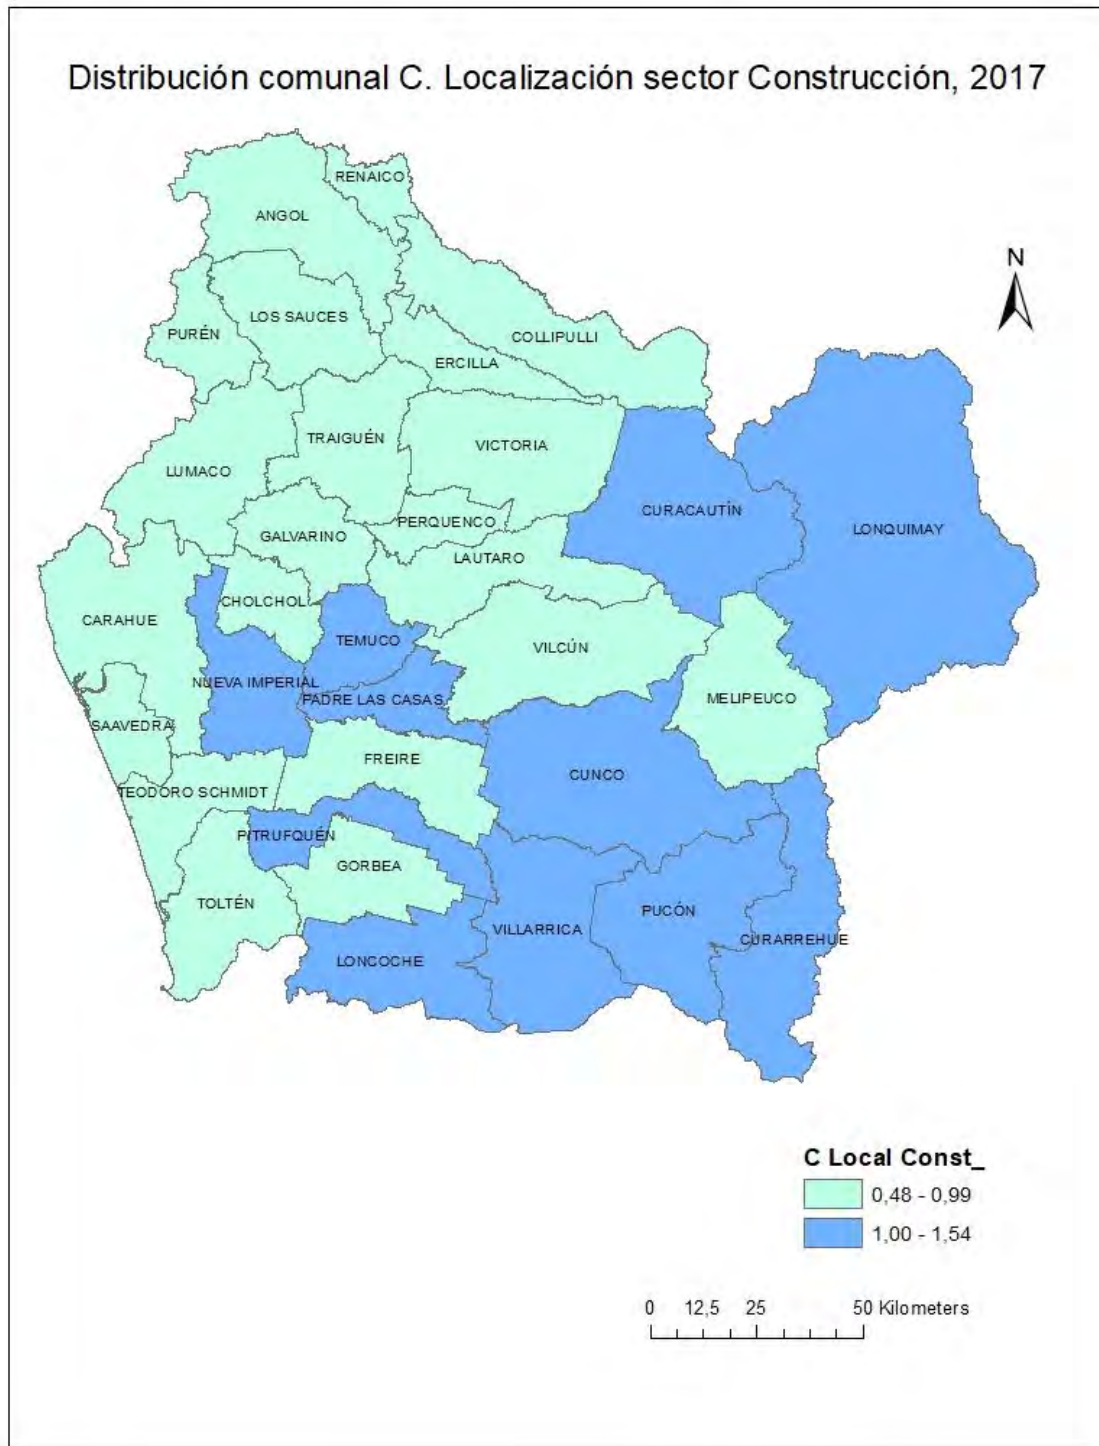 Distribución comunal C. Localización sector Construcción, 2017
RENAICO
ANGOL
N
LOS SAUCES
PURÉN
COLLIPULLI
ERCILLA
TRAIGUÉN
VICTORIA
LUMACO
CURACAUTÍN
PERQUENCO
LONQUIMAY
GALVARINO
LAUTARO
CHOLCHOL
CARAHUE
TEMUCO
VILCÚN
NUEVA IMPERIAL
PADRE LAS CASAS
MELIPEUCO
SAAVEDRA
FREIRE
CUNCO
TEODORO SCHMIDT
PITRUFQUÉN
GORBEA
TOLTÉN
PUCÓN
VILLARRICA
CURARREHUE
LONCOCHE
C Local Const_
0,48 - 0,99
1,00 - 1,54
0 12,5 25 50 Kilometers